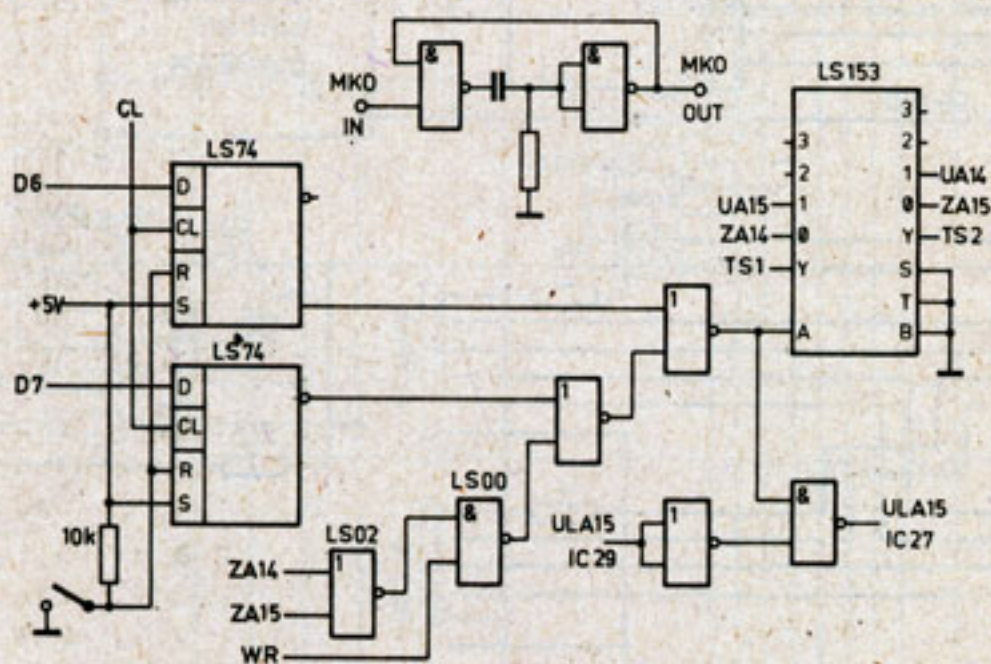 MKO
IN
&
&
MKO
OUT
LS153
3
2
1
0
Y
A
3
2
1
0
Y
S
T
B
UA15
ZA14
TS1
UA14
ZA15
TS2
CL
LS74
D6
D
CL
R
S
+5V
LS74
D7
D
CL
R
S
10k
1
1
LS00
&
LS02
1
ZA14
ZA15
WR
ULA15
IC29
1
&
ULA15
IC27